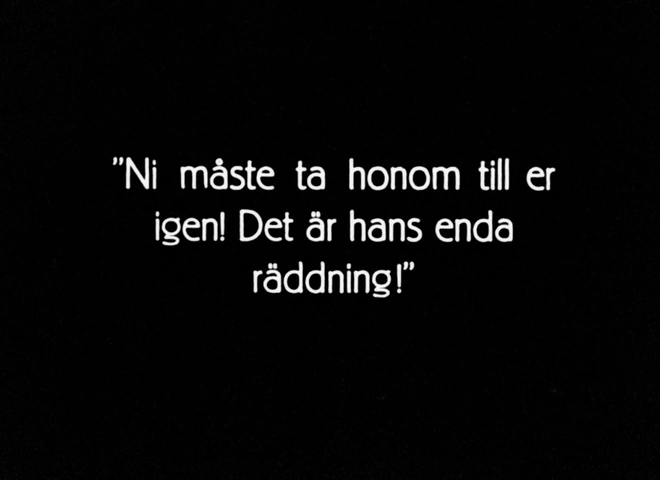 ”Ni måste ta honom till er
igen! Det är hans enda
räddning!”